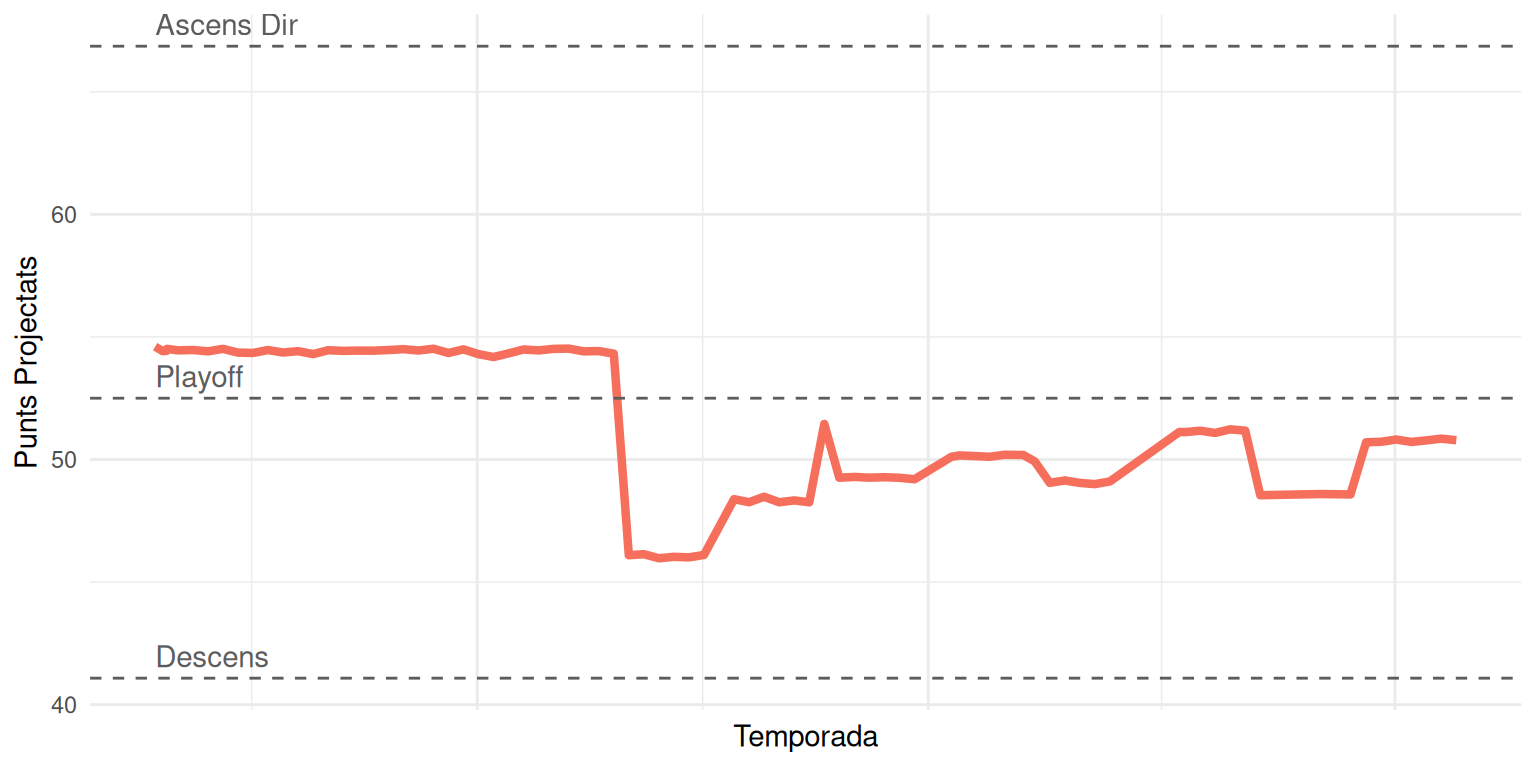 Ascens Dir
60
Punts Projectats
Playoff
50
Descens
40
Temporada